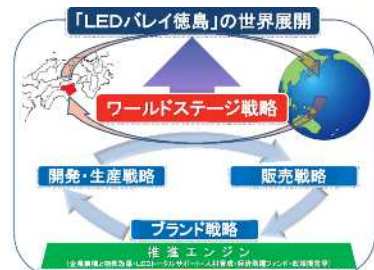 「LEDバレイ徳島」の世界展開
ワールドステージ戦略
開発・生産戦略
販売戦略
ブランド戦略
推進エンジン